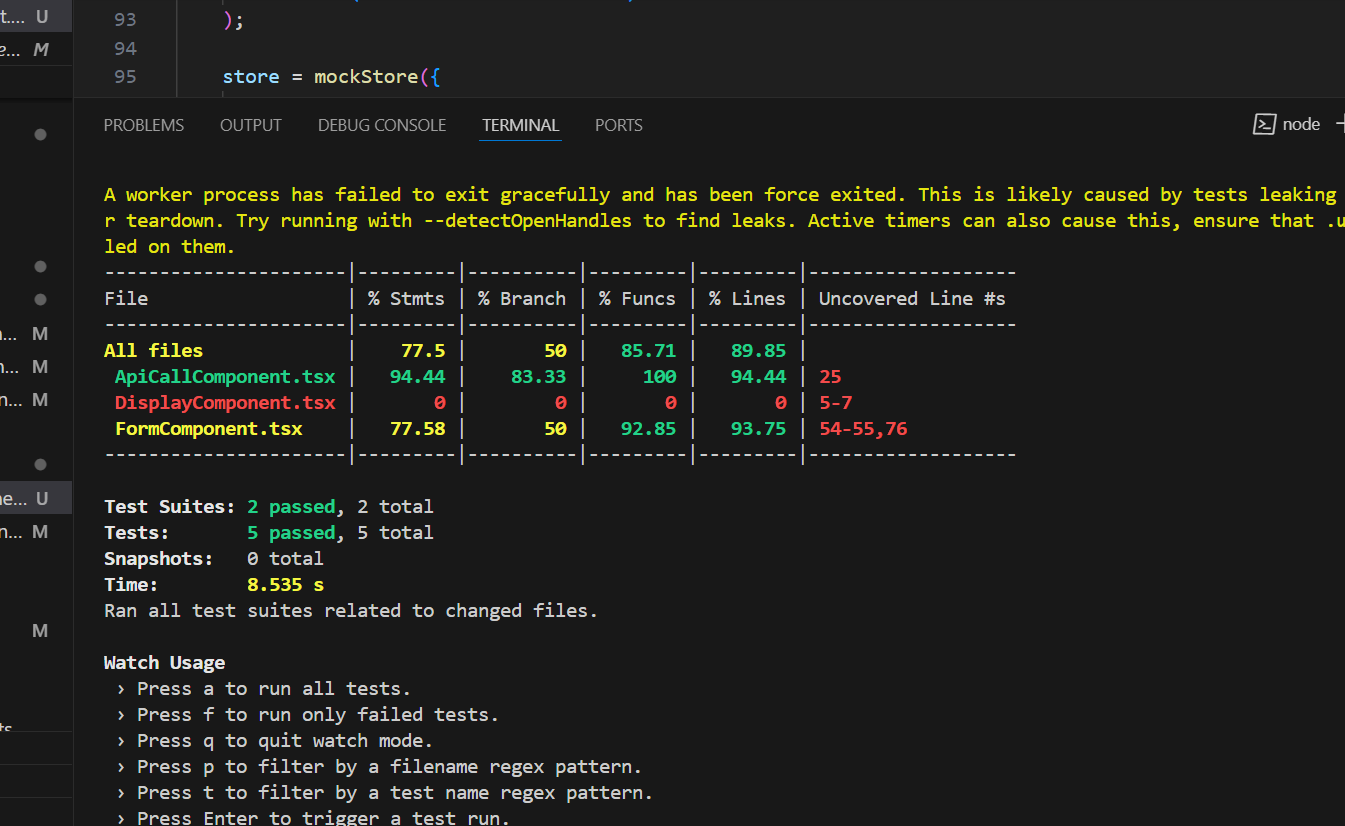 t.... U
93 );
e... M
94
95 store = mockStore({
PROBLEMS OUTPUT DEBUG CONSOLE TERMINAL PORTS
node
A worker process has failed to exit gracefully and has been force exited. This is likely caused by tests leaking
r teardown. Try running with --detectOpenHandles to find leaks. Active timers can also cause this, ensure that .u
led on them.
----------------------|---------|----------|---------|---------|-------------------
File | % Stmts | % Branch | % Funcs | % Lines | Uncovered Line #s
----------------------|---------|----------|---------|---------|-------------------
All files | 77.5 | 50 | 85.71 | 89.85 |
ApiCallComponent.tsx | 94.44 | 83.33 | 100 | 94.44 | 25
DisplayComponent.tsx | 0 | 0 | 0 | 0 | 5-7
FormComponent.tsx | 77.58 | 50 | 92.85 | 93.75 | 54-55,76
----------------------|---------|----------|---------|---------|-------------------
Test Suites: 2 passed, 2 total
Tests: 5 passed, 5 total
Snapshots: 0 total
Time: 8.535 s
Ran all test suites related to changed files.
Watch Usage
› Press a to run all tests.
› Press f to run only failed tests.
› Press q to quit watch mode.
› Press p to filter by a filename regex pattern.
› Press t to filter by a test name regex pattern.
› Press Enter to trigger a test run.
M
M
n... M
ne... U
n... M
M